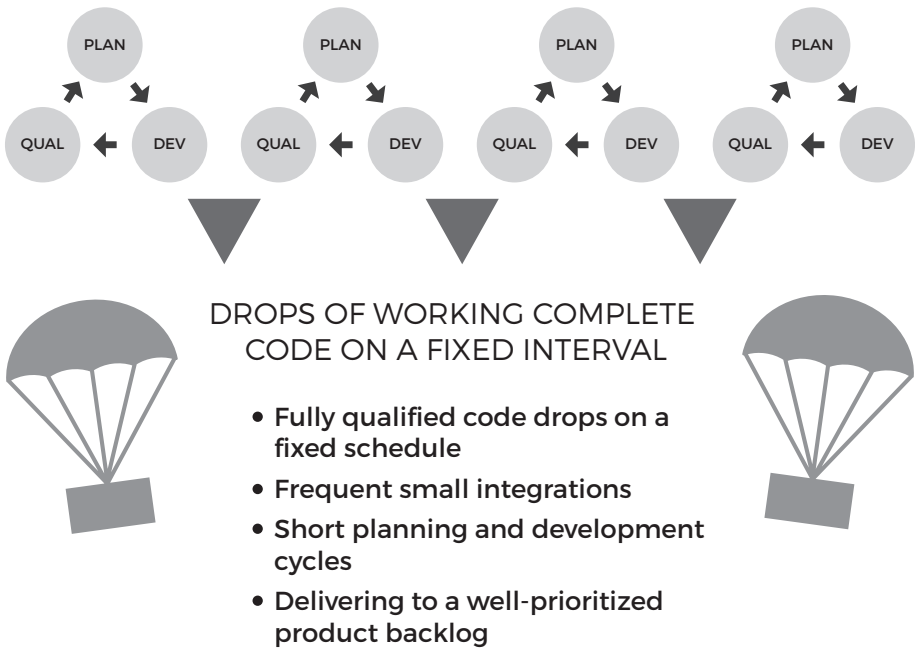 PLAN
PLAN
PLAN
PLAN
QUAL
DEV
QUAL
DEV
QUAL
DEV
QUAL
DEV
DROPS OF WORKING COMPLETE
CODE ON A FIXED INTERVAL
• Fully qualified code drops on a
fixed schedule
• Frequent small integrations
• Short planning and development
cycles
• Delivering to a well-prioritized
product backlog